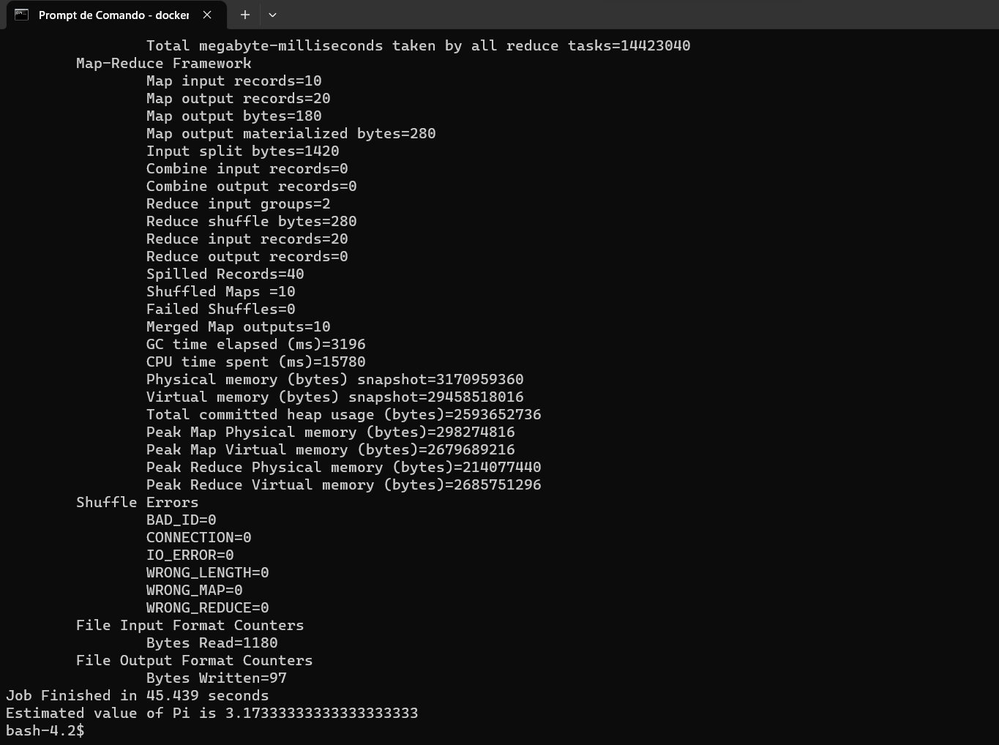 Prompt de Comando - docker
Total megabyte-milliseconds taken by all reduce tasks=14423040
Map-Reduce Framework
Map input records=10
Map output records=20
Map output bytes=180
Map output materialized bytes=280
Input split bytes=1420
Combine input records=0
Combine output records=0
Reduce input groups=2
Reduce shuffle bytes=280
Reduce input records=20
Reduce output records=0
Spilled Records=40
Shuffled Maps =10
Failed Shuffles=0
Merged Map outputs=10
GC time elapsed (ms)=3196
CPU time spent (ms)=15780
Physical memory (bytes) snapshot=3170959360
Virtual memory (bytes) snapshot=29458518016
Total committed heap usage (bytes)=2593652736
Peak Map Physical memory (bytes)=298274816
Peak Map Virtual memory (bytes)=2679689216
Peak Reduce Physical memory (bytes)=214077440
Peak Reduce Virtual memory (bytes)=2685751296
Shuffle Errors
BAD_ID=0
CONNECTION=0
IO_ERROR=0
WRONG_LENGTH=0
WRONG_MAP=0
WRONG_REDUCE=0
File Input Format Counters
Bytes Read=1180
File Output Format Counters
Bytes Written=97
Job Finished in 45.439 seconds
Estimated value of Pi is 3.17333333333333333333
bash-4.2$